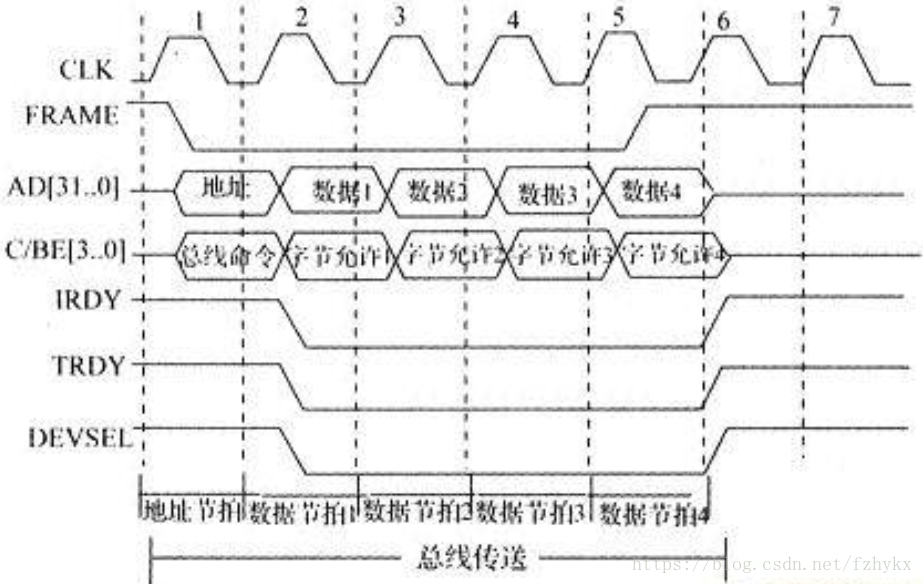 1 2 3 4 5 6 7
CLK
FRAME
AD[31..0] 地址 数据1 数据2 数据3 数据4
C/BE[3..0] 总线命令 字节允许1 字节允许2 字节允许3 字节允许4
IRDY
TRDY
DEVSEL
地址节拍 数据节拍1 数据节拍2 数据节拍3 数据节拍4
总线传送
https://blog.csdn.net/fzhykx